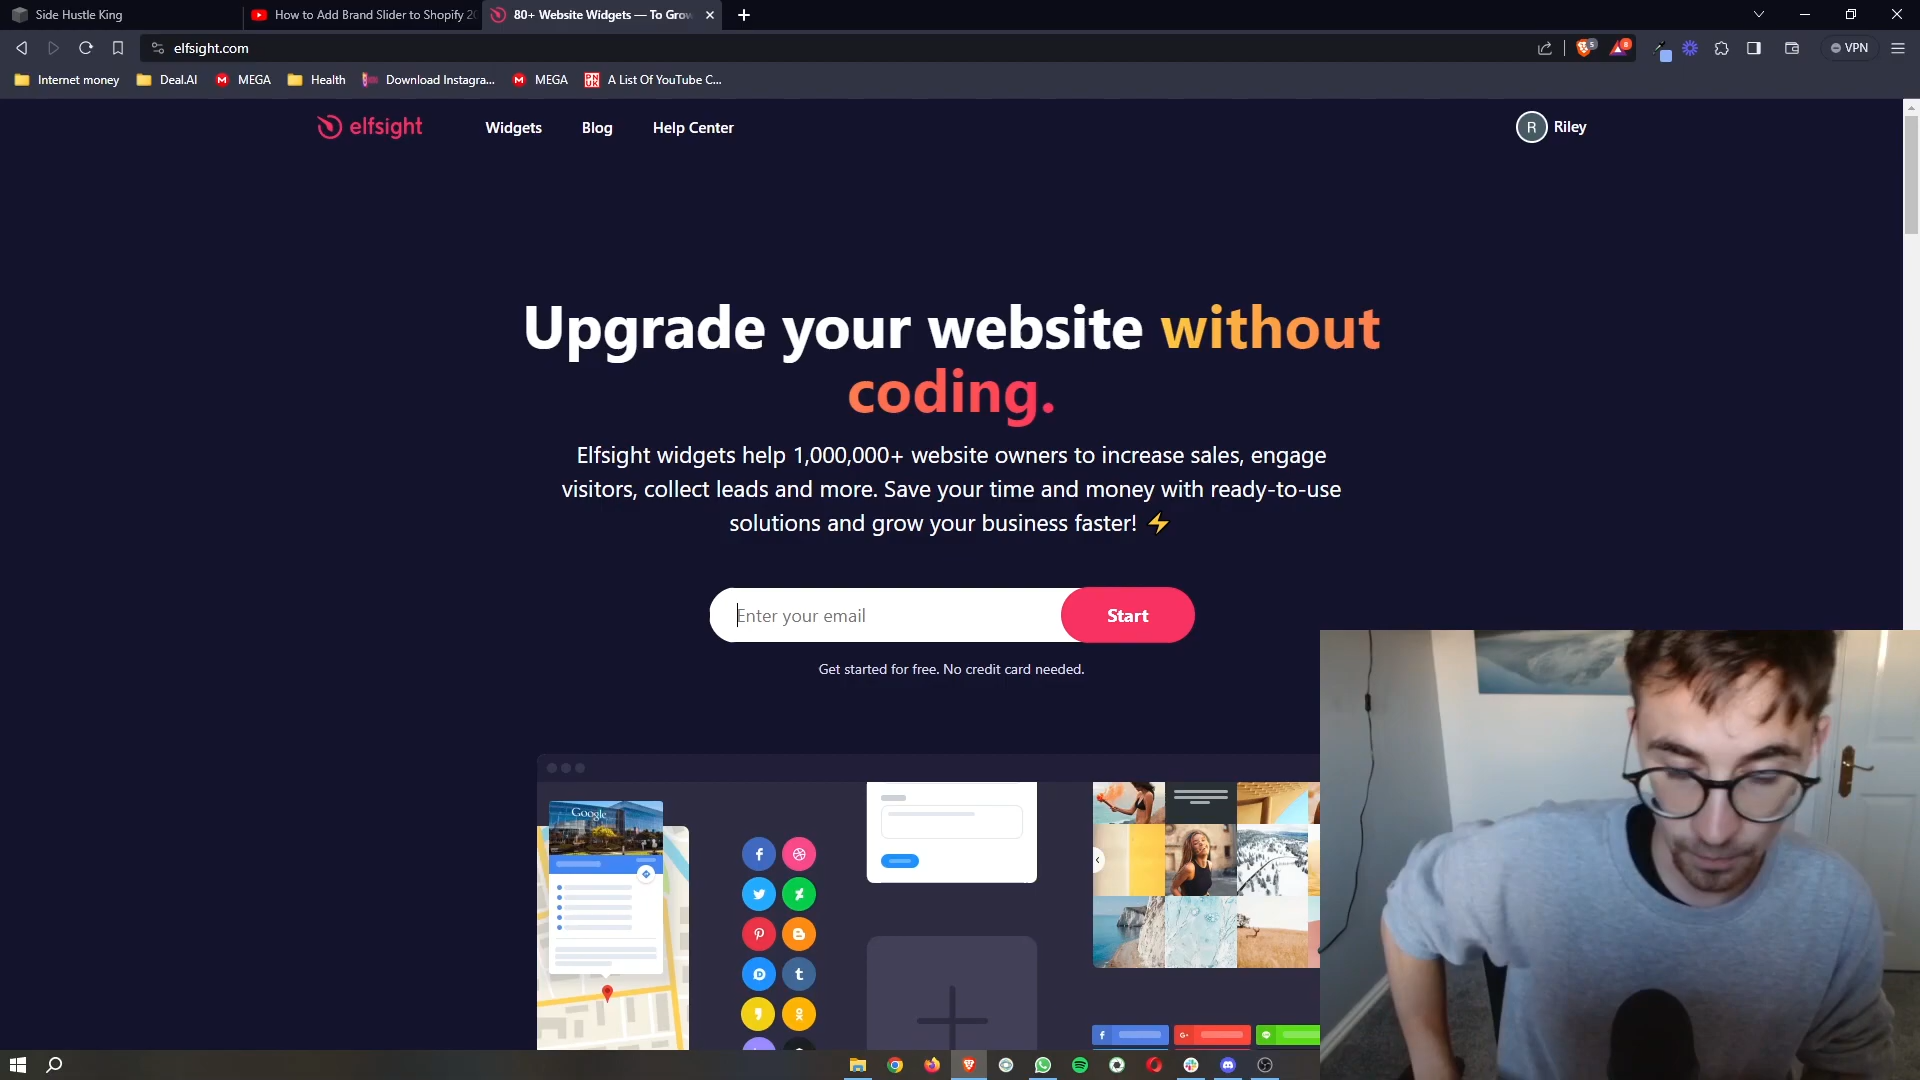 Side Hustle King
How to Add Brand Slider to Shopify 20
80+ Website Widgets — To Grow
elfsight.com
VPN
Internet money
Deal.AI
MEGA
Health
Download Instagra...
MEGA
A List Of YouTube C...
elfsight
Widgets
Blog
Help Center
R
Riley
Upgrade your website without
coding.
Elfsight widgets help 1,000,000+ website owners to increase sales, engage
visitors, collect leads and more. Save your time and money with ready-to-use
solutions and grow your business faster! ⚡
Enter your email
Start
Get started for free. No credit card needed.
Google